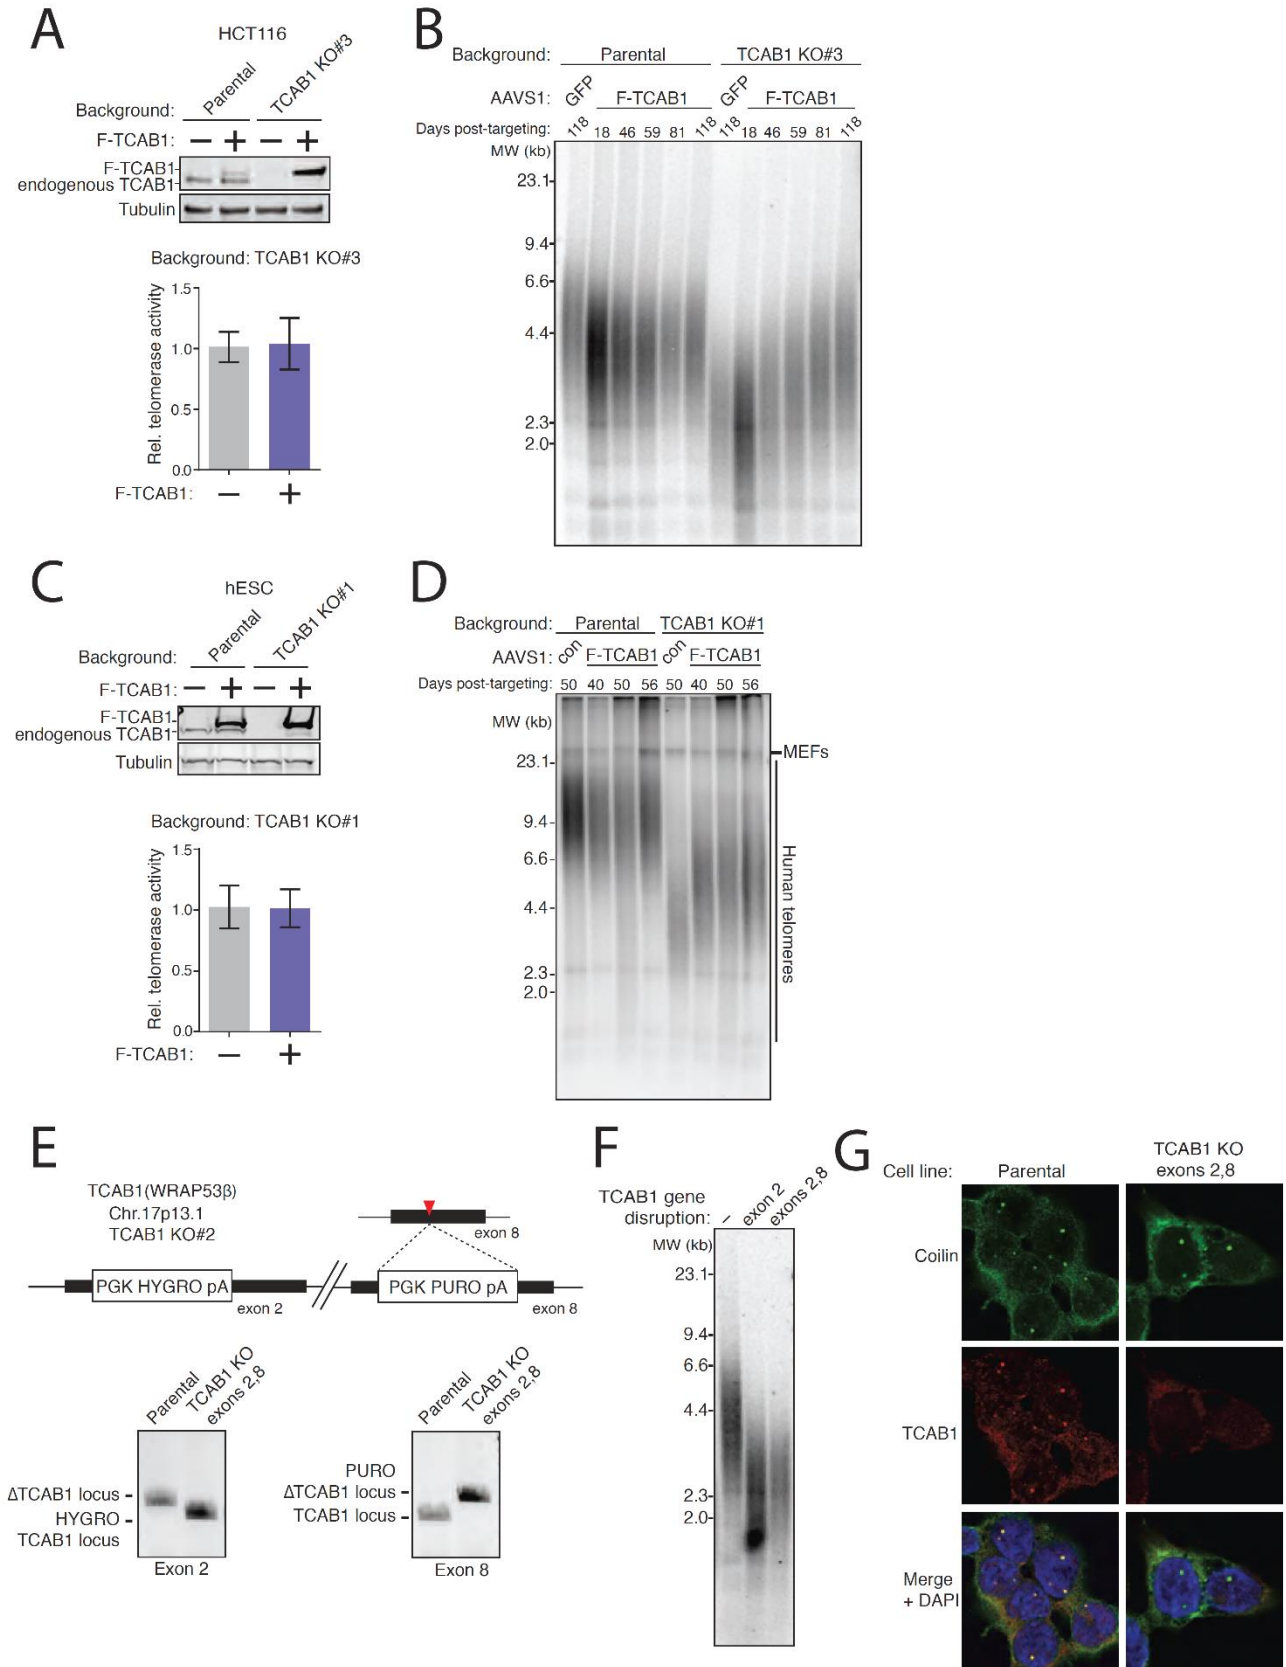 A
HCT116
Background:
Parental
TCAB1 KO#3
F-TCAB1: – + – +
F-TCAB1
endogenous TCAB1
Tubulin
Background: TCAB1 KO#3
Rel. telomerase activity
1.5
1.0
0.5
0.0
F-TCAB1: – +
B
Background: Parental TCAB1 KO#3
AAVS1: GFP F-TCAB1 GFP F-TCAB1
Days post-targeting: 118 18 46 59 81 118 118 18 46 59 81 118
MW (kb)
23.1
9.4
6.6
4.4
2.3
2.0
C
hESC
Background:
Parental
TCAB1 KO#1
F-TCAB1: – + – +
F-TCAB1
endogenous TCAB1
Tubulin
Background: TCAB1 KO#1
Rel. telomerase activity
1.5
1.0
0.5
0.0
F-TCAB1: – +
D
Background: Parental TCAB1 KO#1
AAVS1: con F-TCAB1 con F-TCAB1
Days post-targeting: 50 40 50 56 50 40 50 56
MW (kb)
MEFs
23.1
9.4
6.6
4.4
2.3
2.0
Human telomeres
E
TCAB1(WRAP53β)
Chr.17p13.1
TCAB1 KO#2
exon 8
PGK HYGRO pA
exon 2
PGK PURO pA
exon 8
Parental
TCAB1 KO
exons 2,8
ΔTCAB1 locus
HYGRO
TCAB1 locus
Exon 2
Parental
TCAB1 KO
exons 2,8
PURO
ΔTCAB1 locus
TCAB1 locus
Exon 8
F
TCAB1 gene
disruption:
–
exon 2
exons 2,8
MW (kb)
23.1
9.4
6.6
4.4
2.3
2.0
G
Cell line: Parental
TCAB1 KO
exons 2,8
Coilin
TCAB1
Merge
+ DAPI